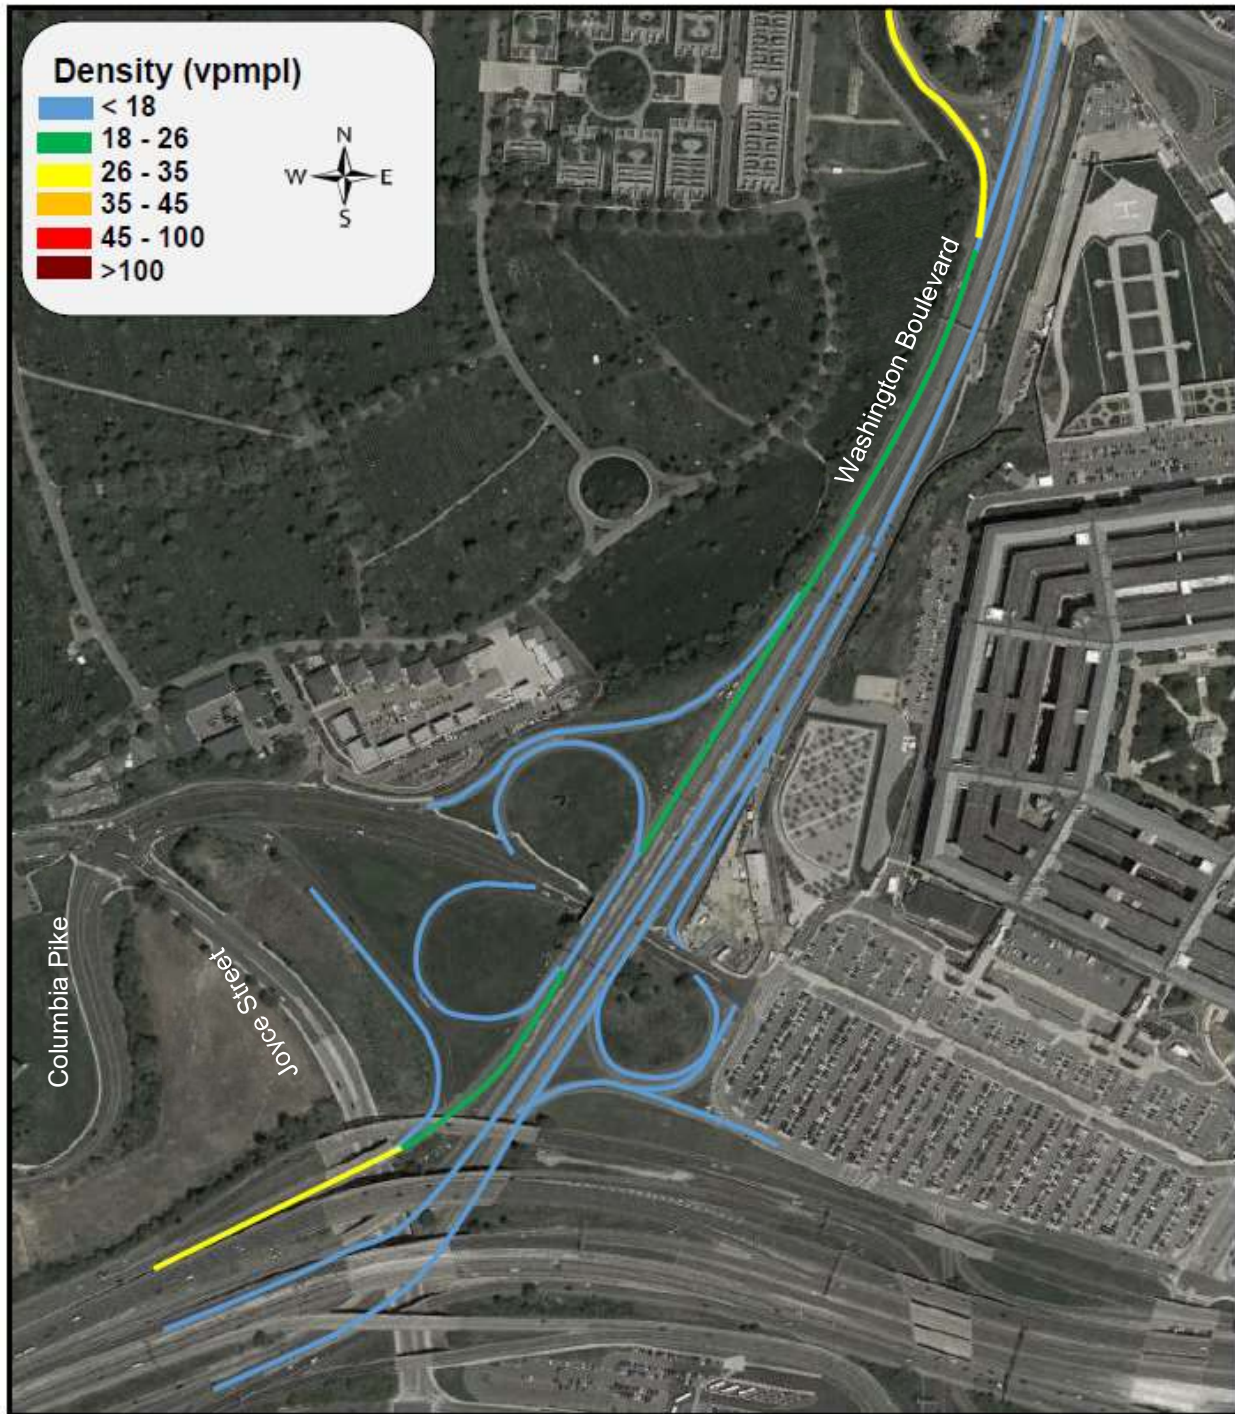 Density (vpmpl)
< 18
18 - 26
26 - 35
35 - 45
45 - 100
>100
N
W E
S
Washington Boulevard
Columbia Pike
Joyce Street
H